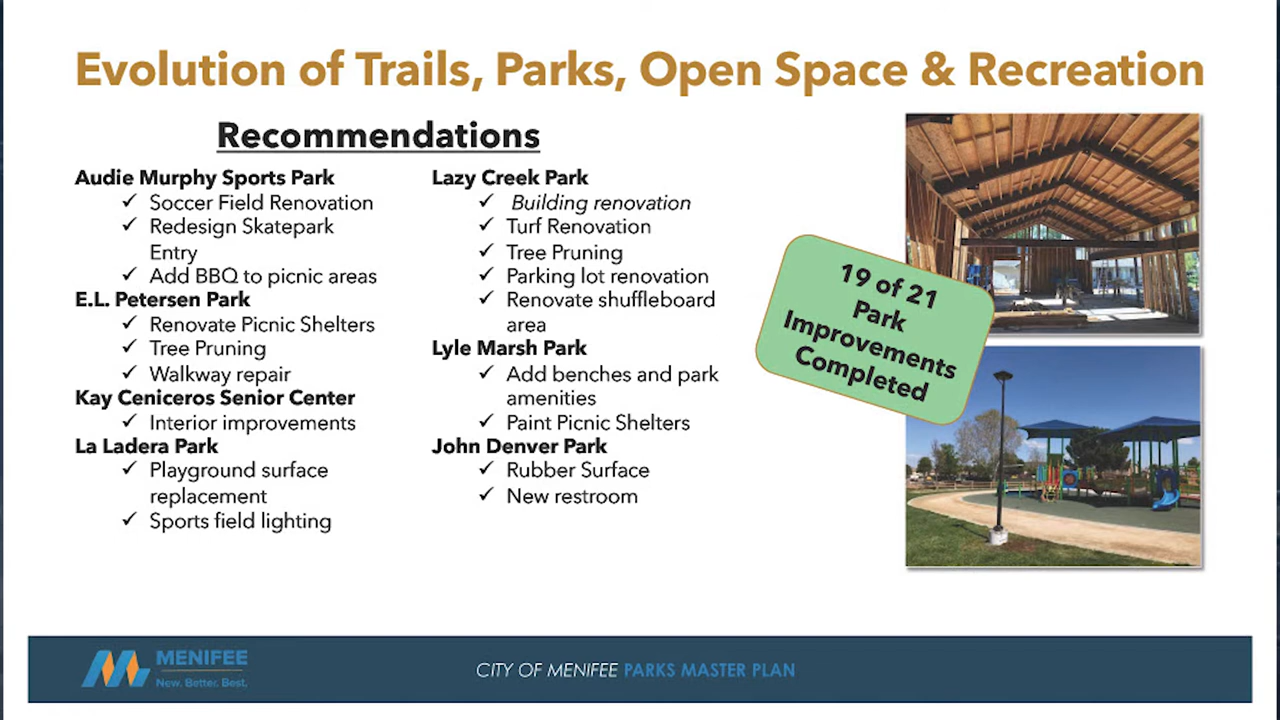 Evolution of Trails, Parks, Open Space & Recreation
Recommendations
Audie Murphy Sports Park
✓ Soccer Field Renovation
✓ Redesign Skatepark
Entry
✓ Add BBQ to picnic areas
E.L. Petersen Park
✓ Renovate Picnic Shelters
✓ Tree Pruning
✓ Walkway repair
Kay Ceniceros Senior Center
✓ Interior improvements
La Ladera Park
✓ Playground surface
replacement
✓ Sports field lighting
Lazy Creek Park
✓ Building renovation
✓ Turf Renovation
✓ Tree Pruning
✓ Parking lot renovation
✓ Renovate shuffleboard
area
Lyle Marsh Park
✓ Add benches and park
amenities
✓ Paint Picnic Shelters
John Denver Park
✓ Rubber Surface
✓ New restroom
19 of 21
Park
Improvements
Completed
MENIFEE
New. Better. Best.
CITY OF MENIFEE PARKS MASTER PLAN